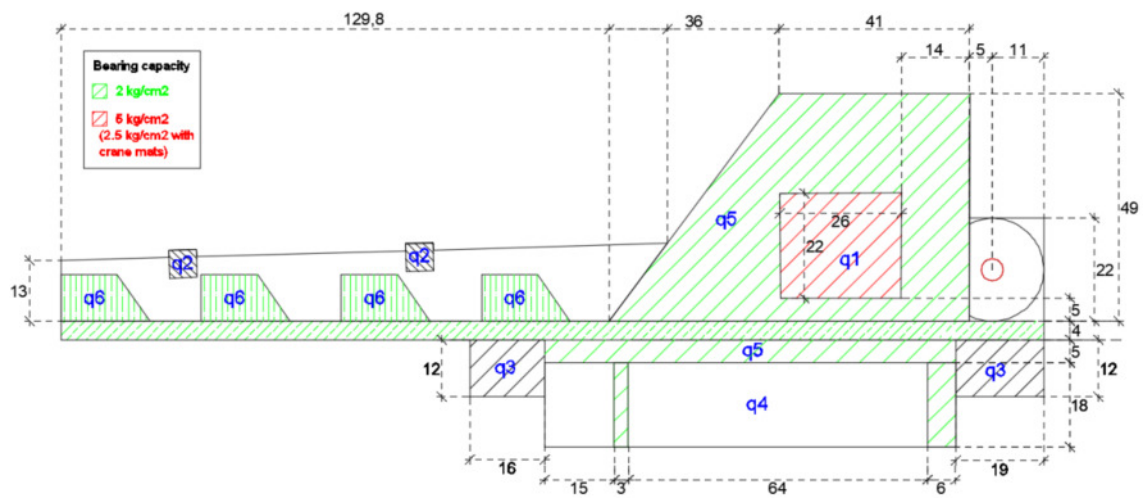 129,8
36
41
14
5
11
Bearing capacity
2 kg/cm2
5 kg/cm2
(2.5 kg/cm2 with
crane mats)
49
q5
26
22
q1
22
q2
q2
13
q6
q6
q6
q6
5
4
q5
5
12
q3
q3
12
q4
18
16
19
15
3
64
6